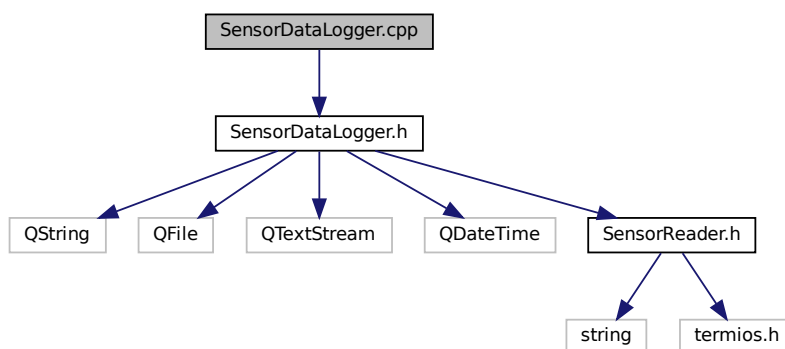 SensorDataLogger.cpp
SensorDataLogger.h
QString
QFile
QTextStream
QDateTime
SensorReader.h
string
termios.h